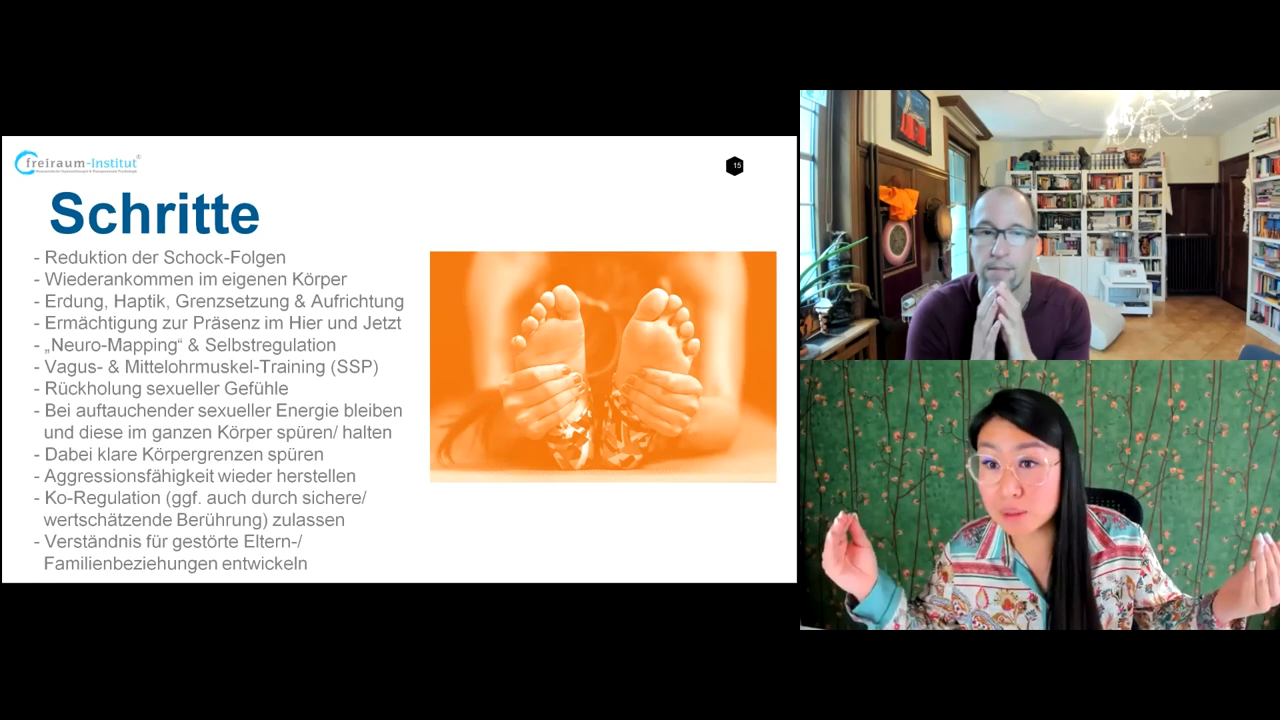 freiraum-Institut®
15
Schritte
- Reduktion der Schock-Folgen
- Wiederankommen im eigenen Körper
- Erdung, Haptik, Grenzsetzung & Aufrichtung
- Ermächtigung zur Präsenz im Hier und Jetzt
- „Neuro-Mapping“ & Selbstregulation
- Vagus- & Mittelohrmuskel-Training (SSP)
- Rückholung sexueller Gefühle
- Bei auftauchender sexueller Energie bleiben
und diese im ganzen Körper spüren/ halten
- Dabei klare Körpergrenzen spüren
- Aggressionsfähigkeit wieder herstellen
- Ko-Regulation (ggf. auch durch sichere/
wertschätzende Berührung) zulassen
- Verständnis für gestörte Eltern-/
Familienbeziehungen entwickeln